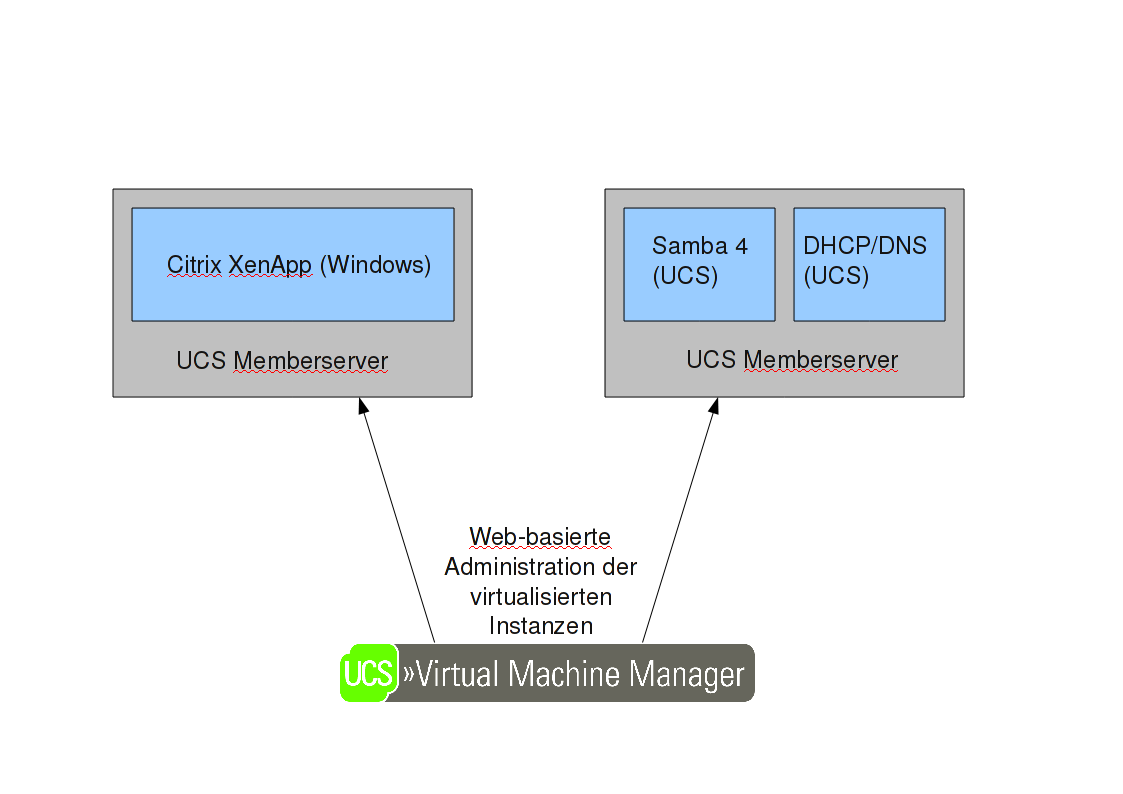 Citrix XenApp (Windows)
UCS Memberserver
Samba 4
(UCS)
DHCP/DNS
(UCS)
UCS Memberserver
Web-basierte
Administration der
virtualisierten
Instanzen
UCS »Virtual Machine Manager